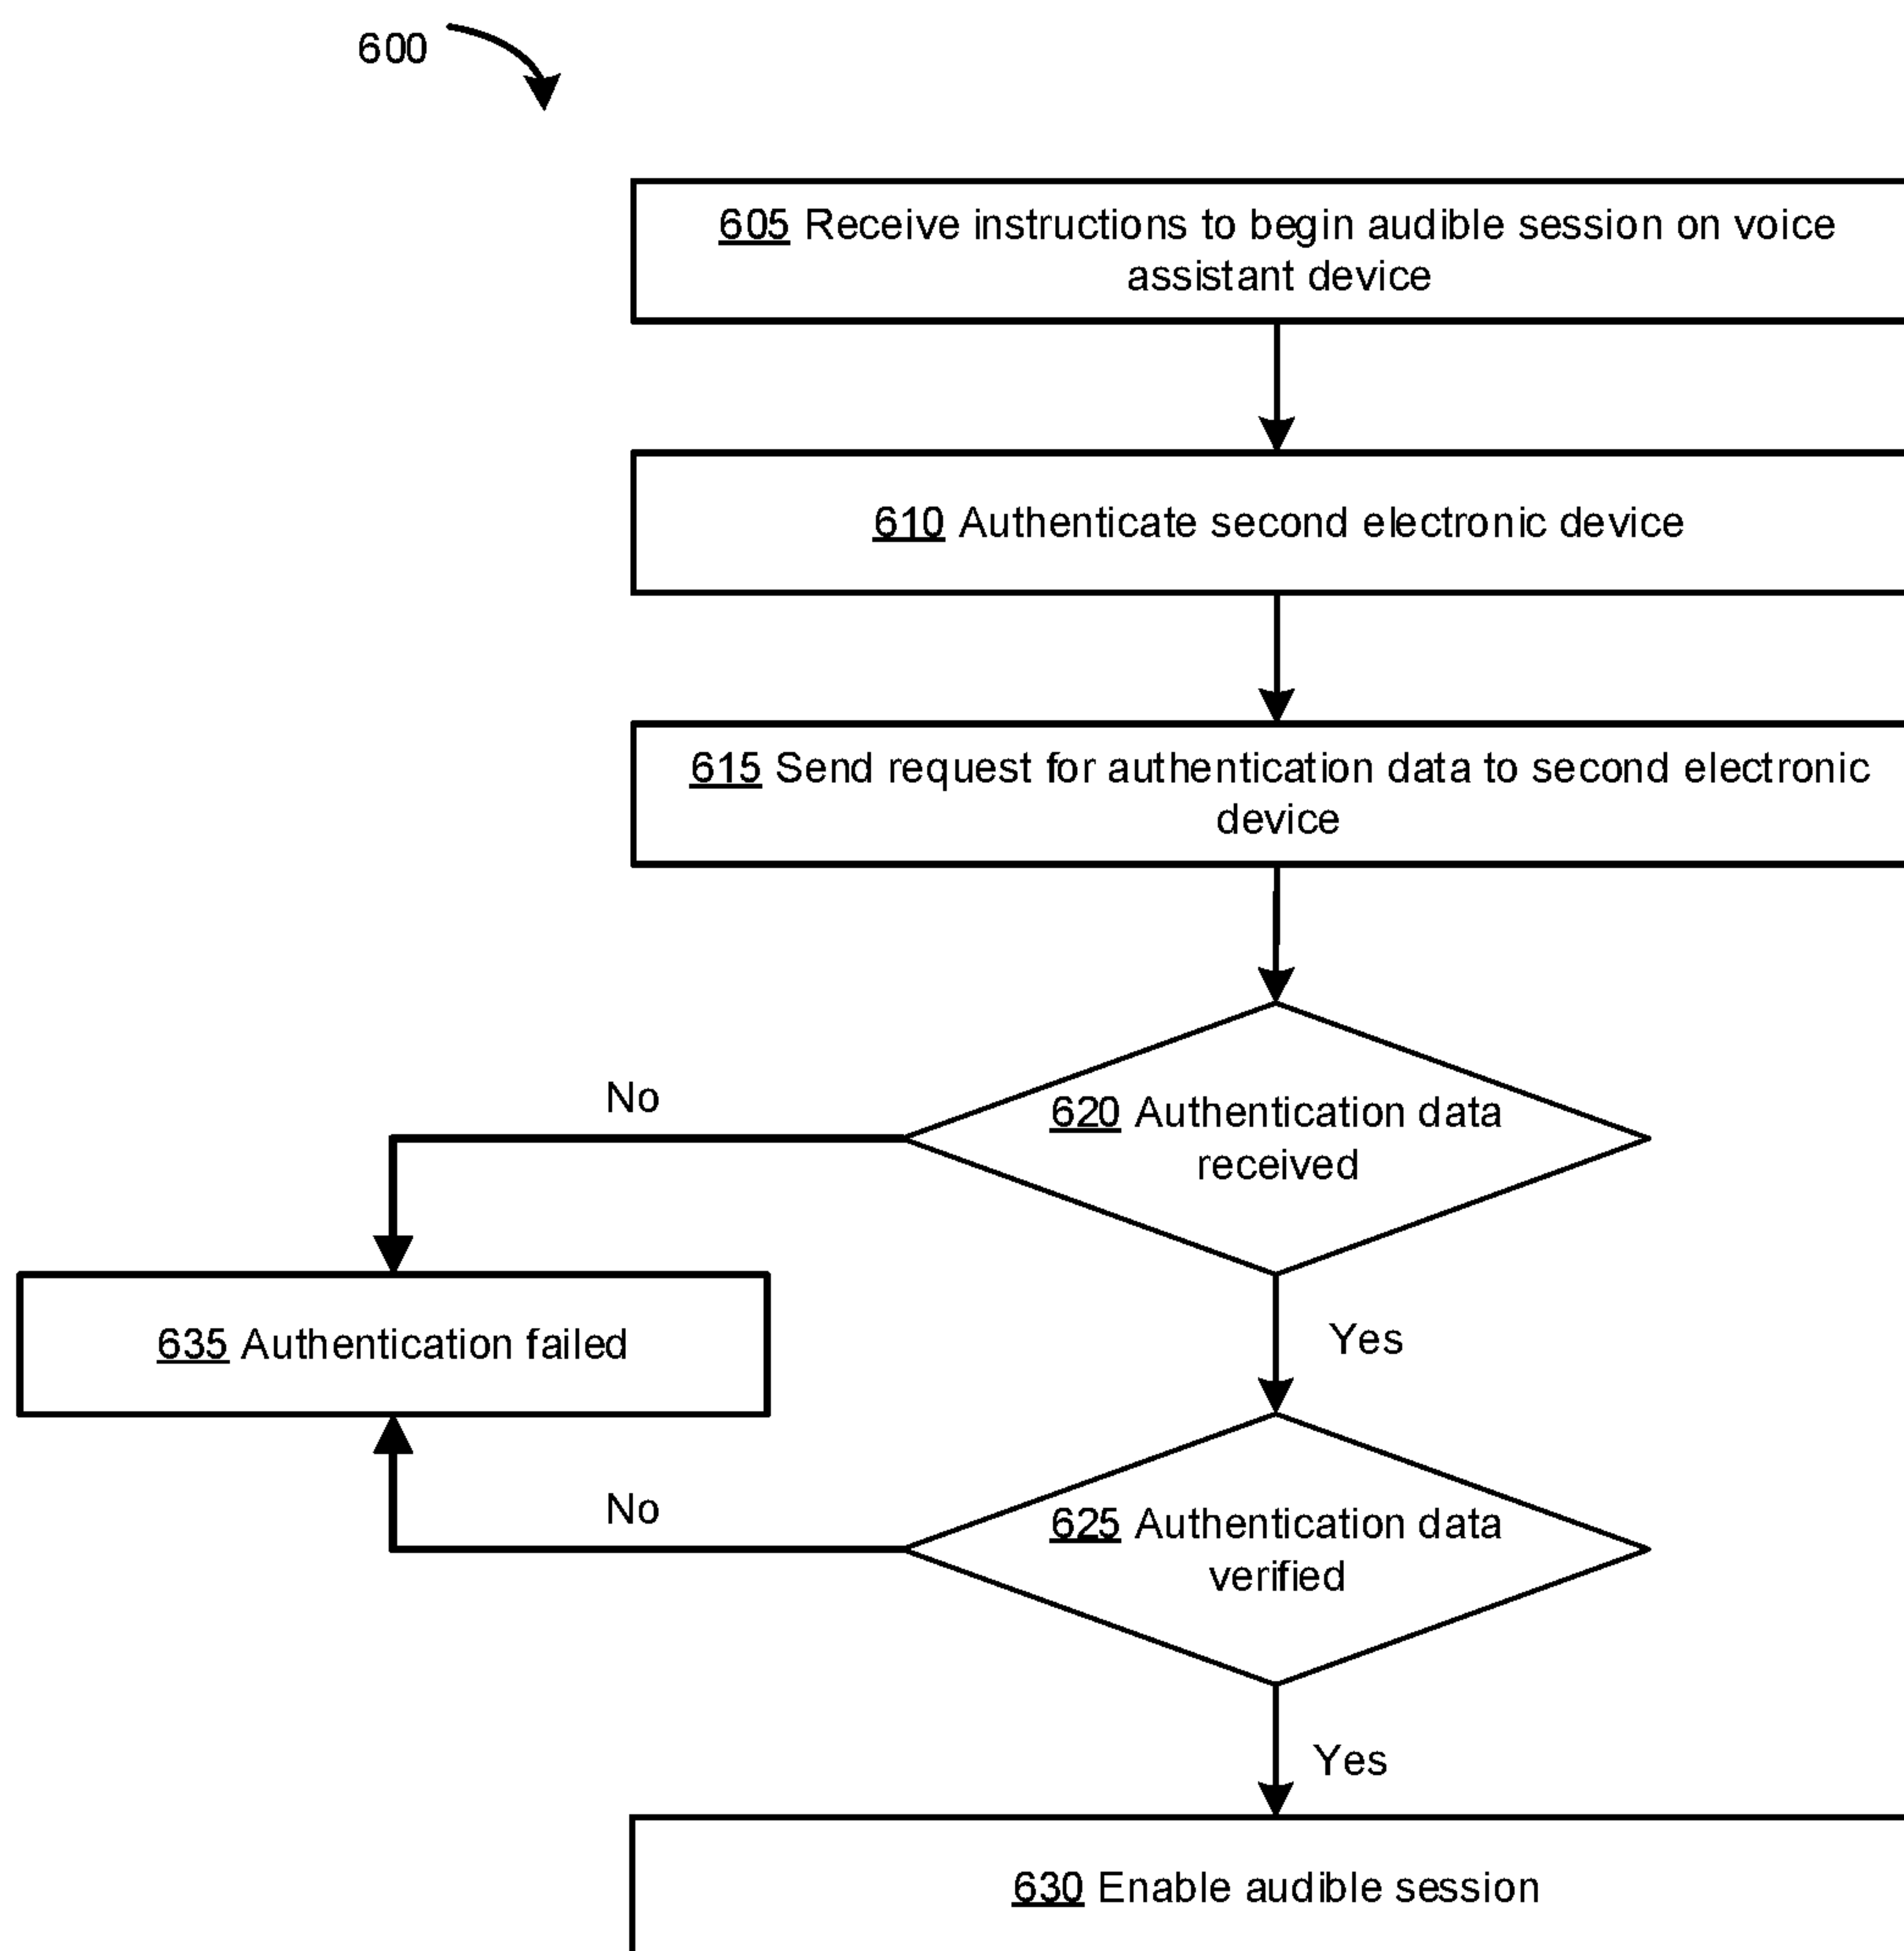 600
605 Receive instructions to begin audible session on voice
assistant device
610 Authenticate second electronic device
615 Send request for authentication data to second electronic
device
No
620 Authentication data
received
635 Authentication failed
Yes
No
625 Authentication data
verified
Yes
630 Enable audible session